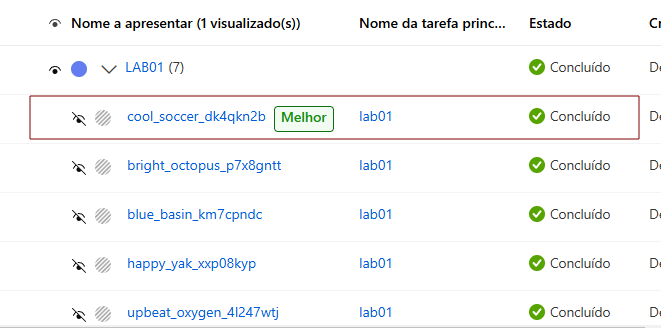 Nome a apresentar (1 visualizado(s)) Nome da tarefa princ... Estado Cr
LAB01 (7) Concluído De
cool_soccer_dk4qkn2b Melhor lab01 Concluído De
bright_octopus_p7x8gntt lab01 Concluído De
blue_basin_km7cpndc lab01 Concluído De
happy_yak_xxp08kyp lab01 Concluído De
upbeat_oxygen_4l247wtj lab01 Concluído De